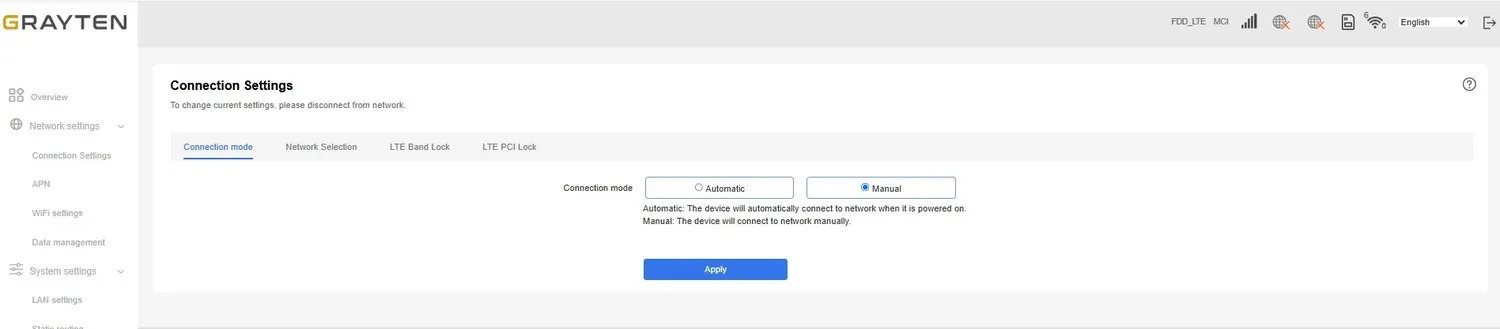 GRAYTEN
FDD_LTE MCI 6 0 English
Overview
Network settings
Connection Settings
APN
WiFi settings
Data management
System settings
LAN settings
Static routing
Connection Settings
To change current settings, please disconnect from network.
Connection mode Network Selection LTE Band Lock LTE PCI Lock
Connection mode Automatic Manual
Automatic: The device will automatically connect to network when it is powered on.
Manual: The device will connect to network manually.
Apply